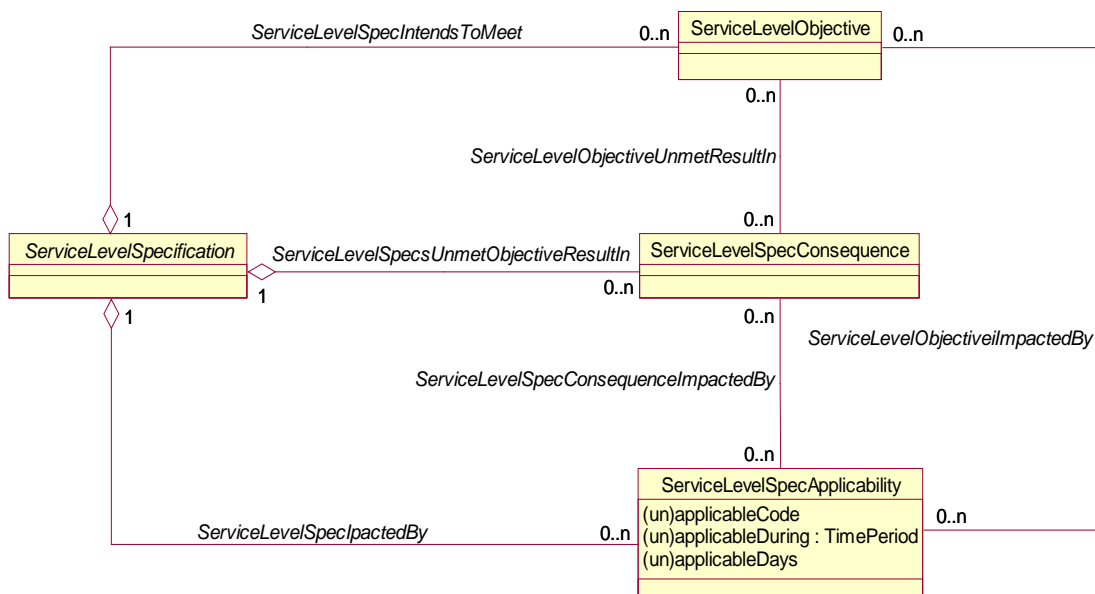 ServiceLevelSpecIntendsToMeet
0..n
ServiceLevelObjective
0..n
0..n
ServiceLevelObjectiveUnmetResultIn
1
0..n
ServiceLevelSpecification
ServiceLevelSpecsUnmetObjectiveResultIn
ServiceLevelSpecConsequence
1
0..n
1
0..n
ServiceLevelObjectiveiImpactedBy
ServiceLevelSpecConsequenceImpactedBy
0..n
ServiceLevelSpecApplicability
(un)applicableCode
(un)applicableDuring : TimePeriod
(un)applicableDays
0..n
ServiceLevelSpecIpactedBy
0..n